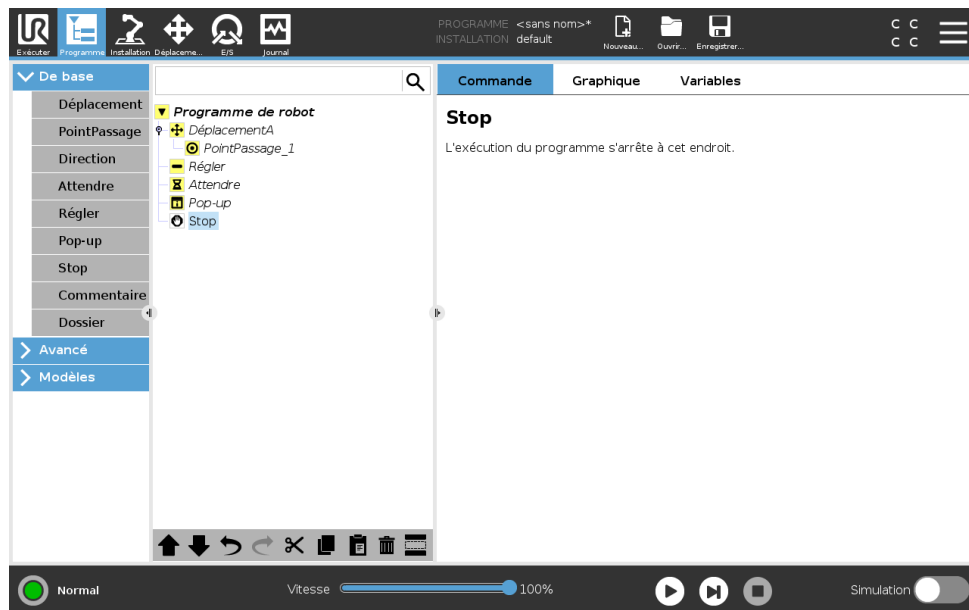 UR
Exécuter
Programme
Installation
Déplaceme...
E/S
Journal
PROGRAMME <sans nom>*
INSTALLATION default
Nouveau...
Ouvrir...
Enregistrer...
C C
C C
De base
Déplacement
PointPassage
Direction
Attendre
Régler
Pop-up
Stop
Commentaire
Dossier
Avancé
Modèles
Programme de robot
DéplacementA
PointPassage_1
Régler
Attendre
Pop-up
Stop
Commande Graphique Variables
Stop
L'exécution du programme s'arrête à cet endroit.
Normal
Vitesse 100%
Simulation